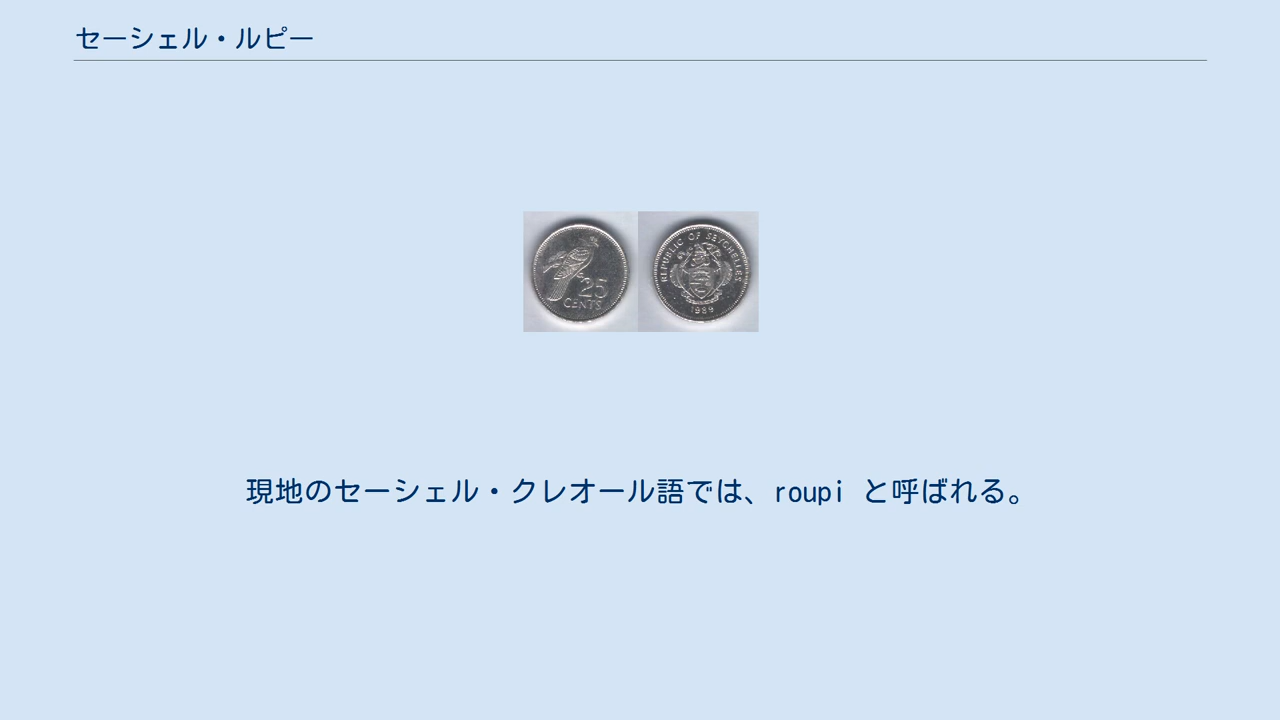 セーシェル・ルピー
25
CENTS
REPUBLIC OF SEYCHELLES
1989
現地のセーシェル・クレオール語では、roupi と呼ばれる。